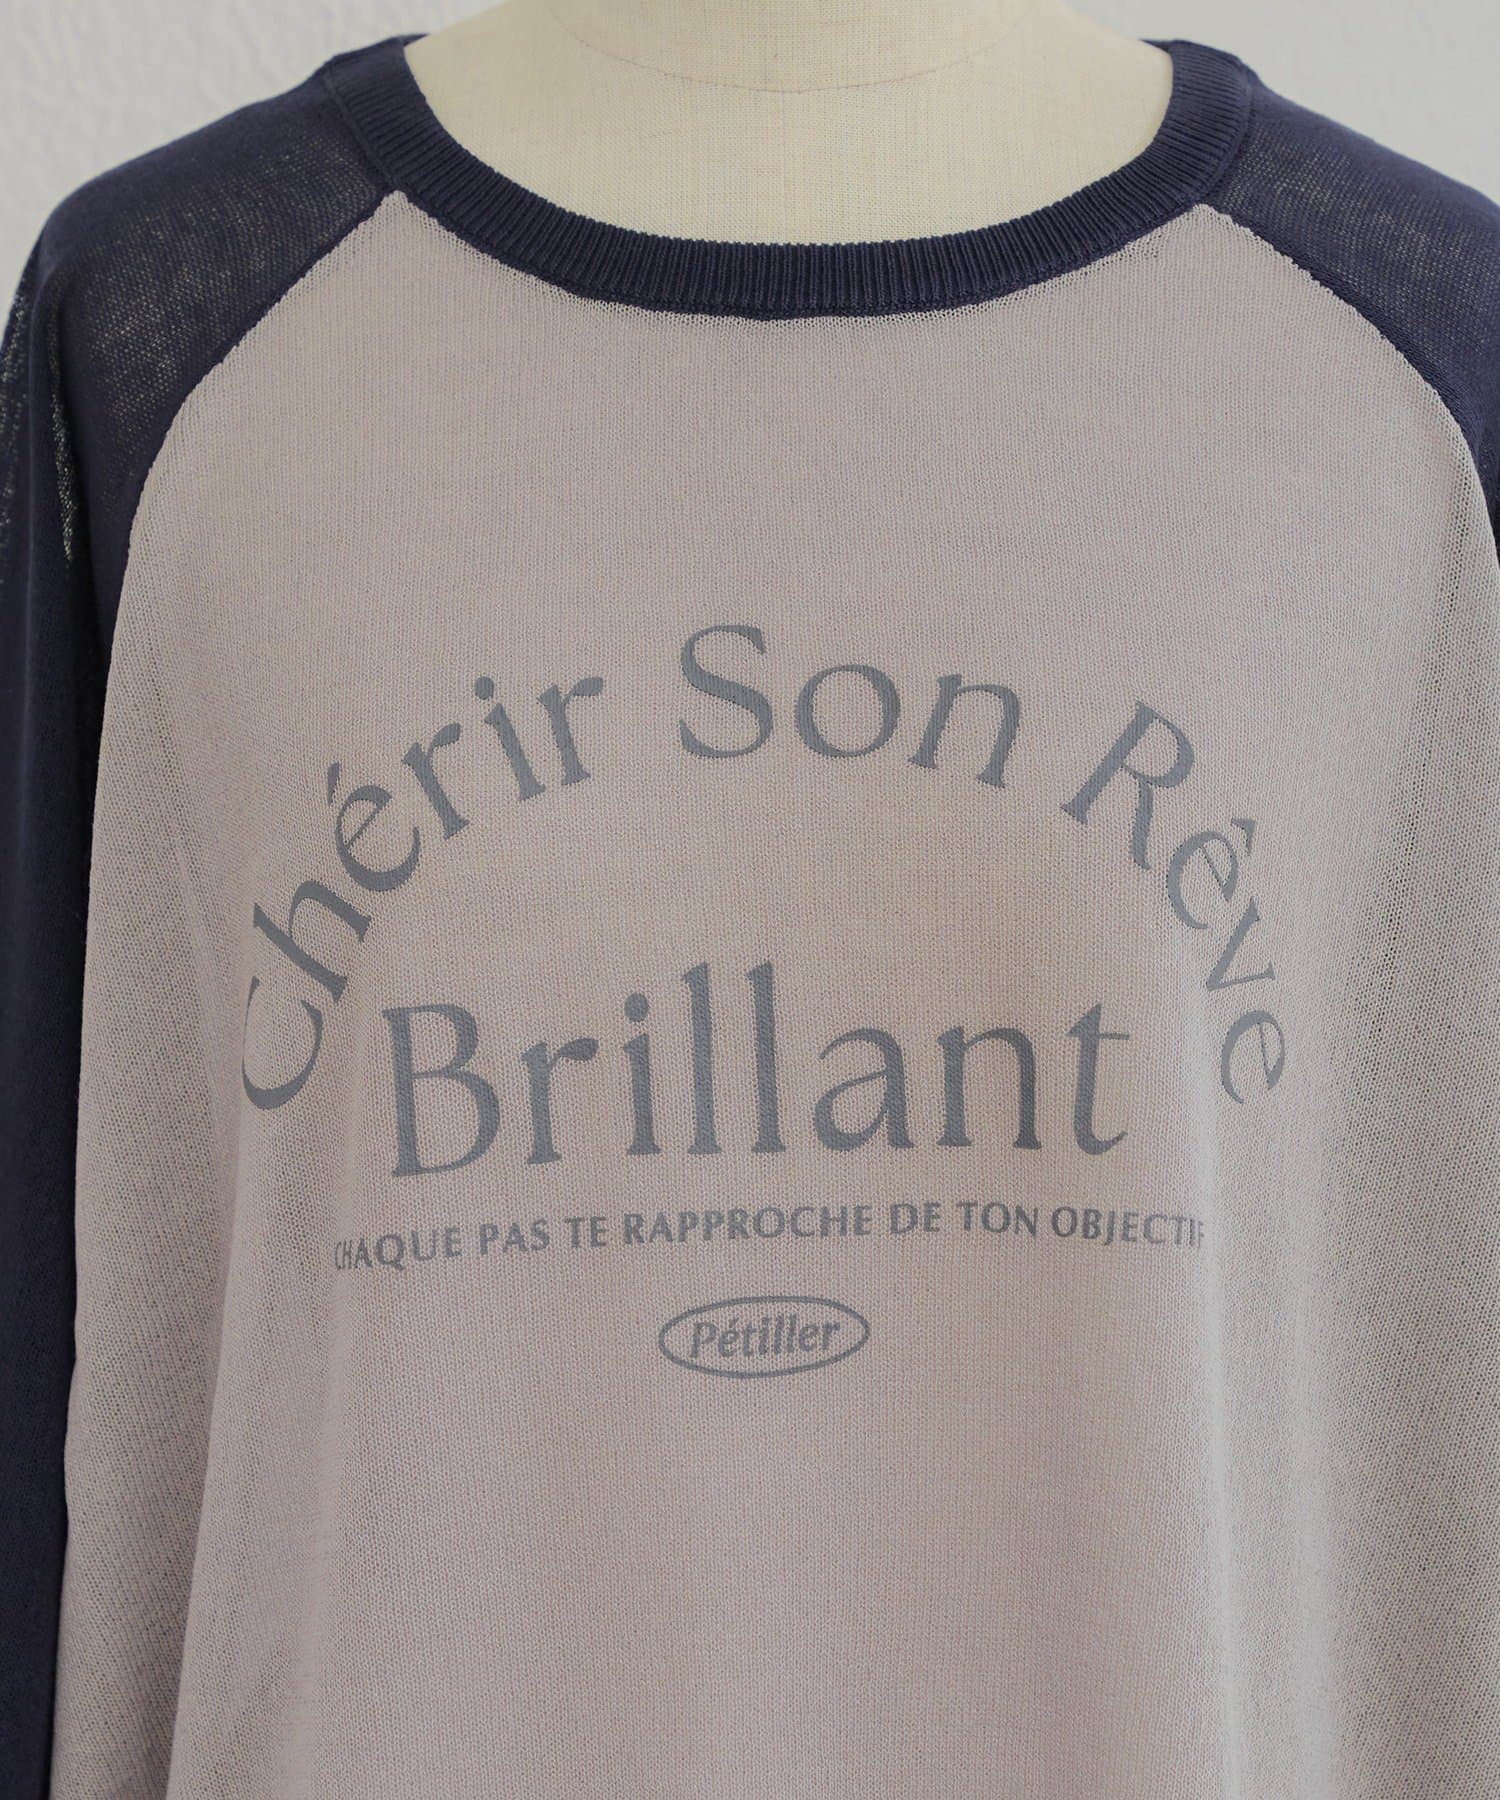 Chérir Son Rêve
Brillant
CHAQUE PAS TE RAPPROCHE DE TON OBJECTIF
Pétiller